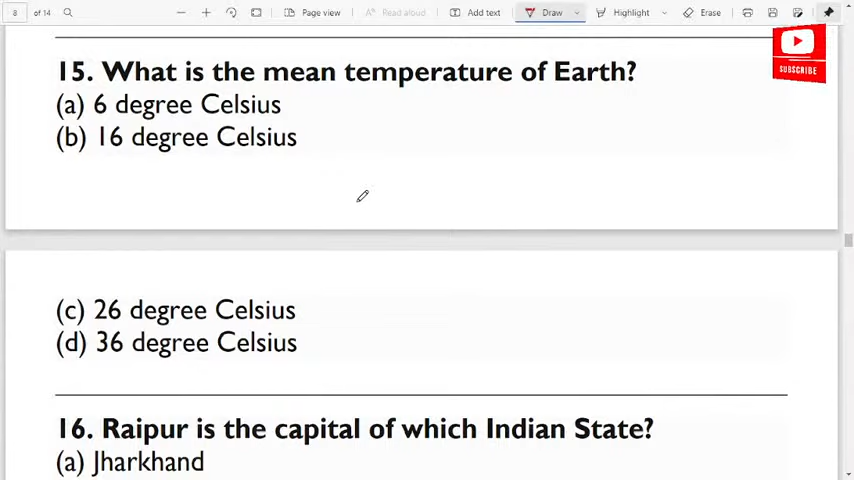 8 of 14 Page view Read aloud Add text Draw Highlight Erase
SUBSCRIBE
15. What is the mean temperature of Earth?
(a) 6 degree Celsius
(b) 16 degree Celsius
(c) 26 degree Celsius
(d) 36 degree Celsius
16. Raipur is the capital of which Indian State?
(a) Jharkhand